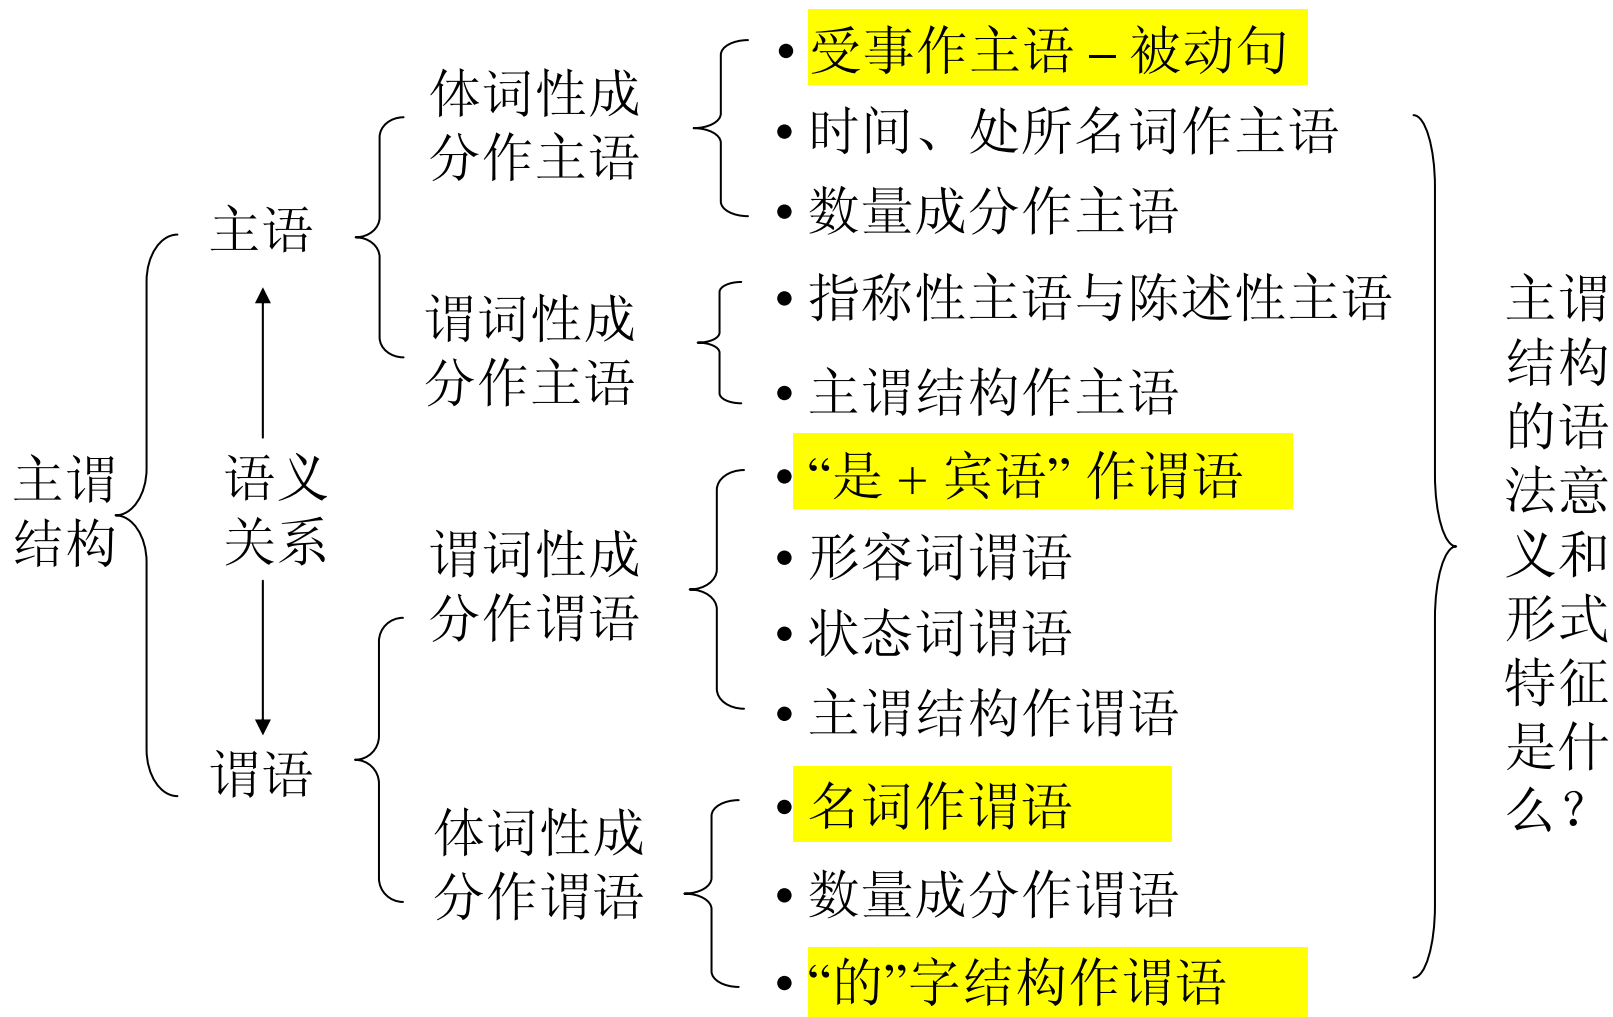 主谓
结构
主语
语义
关系
谓语
体词性成
分作主语
谓词性成
分作主语
谓词性成
分作谓语
体词性成
分作谓语
• 受事作主语 – 被动句
• 时间、处所名词作主语
• 数量成分作主语
• 指称性主语与陈述性主语
• 主谓结构作主语
• “是 + 宾语” 作谓语
• 形容词谓语
• 状态词谓语
• 主谓结构作谓语
• 名词作谓语
• 数量成分作谓语
• “的”字结构作谓语
主谓
结构
的语
法意
义和
形式
特征
是什
么？